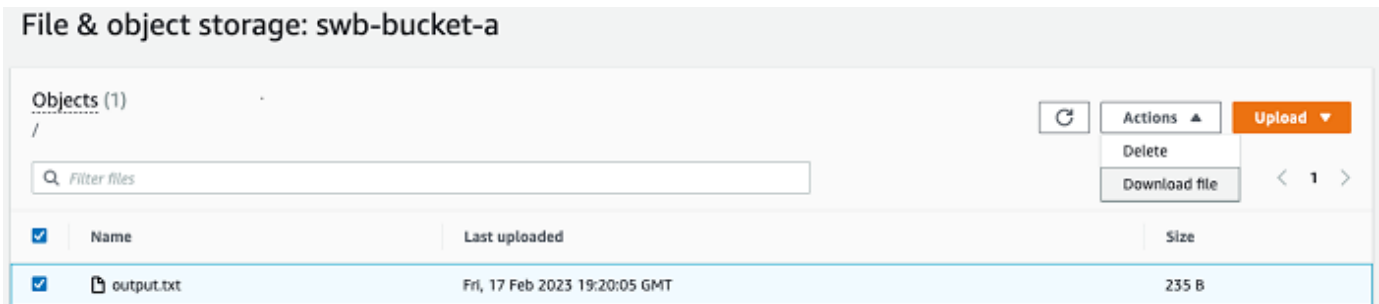 File & object storage: swb-bucket-a
Objects (1)
/
Actions ▲
Upload ▼
Delete
Download file
Filter files
< 1 >
Name Last uploaded Size
output.txt Fri, 17 Feb 2023 19:20:05 GMT 235 B